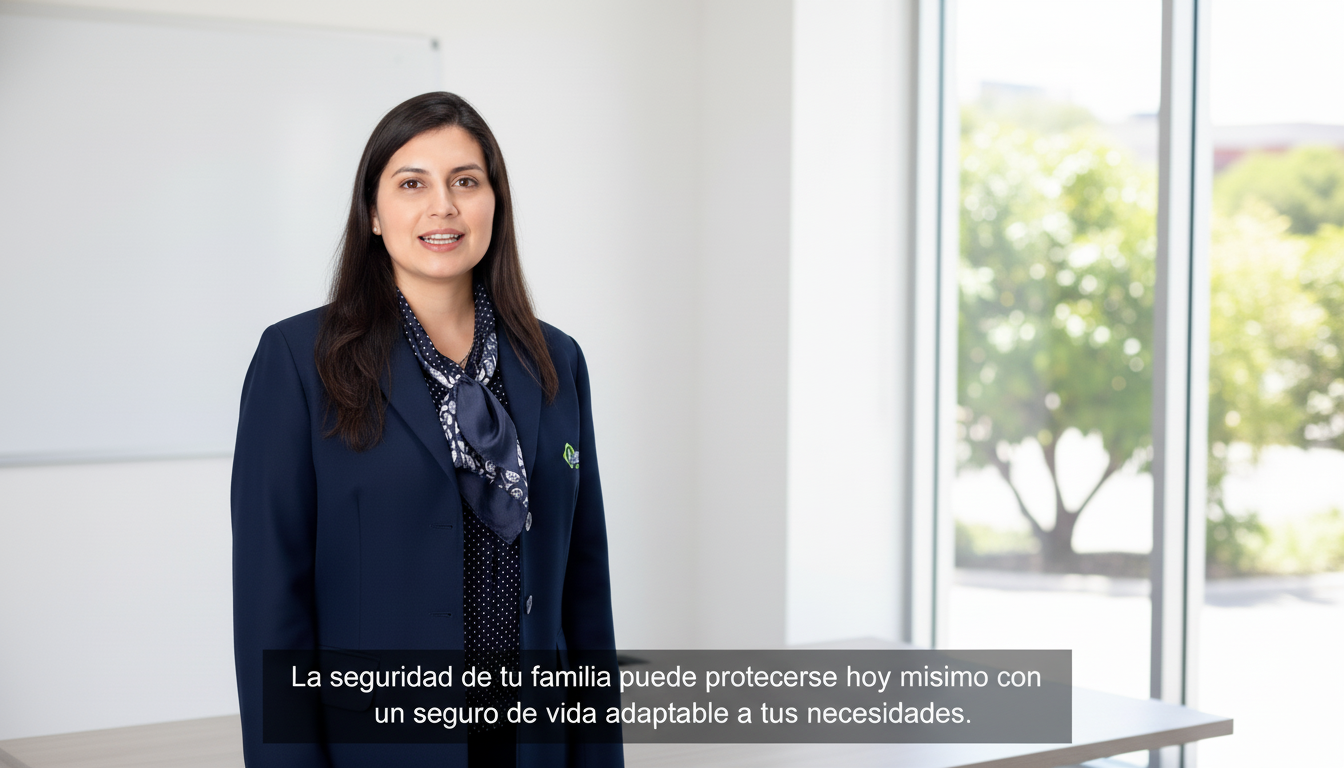 La seguridad de tu familia puede protecerse hoy misimo con
un seguro de vida adaptable a tus necesidades.